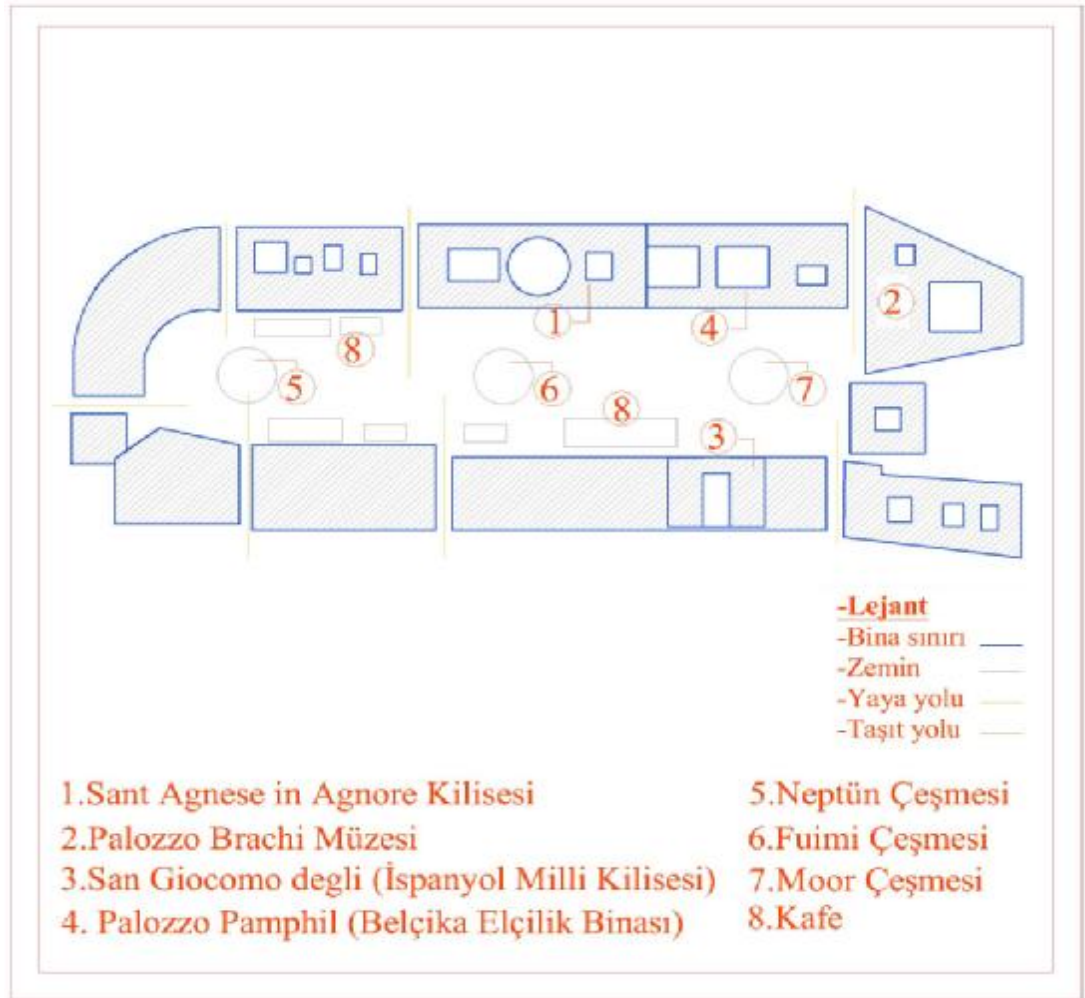 1
2
4
8
5
6
7
8
3
-Lejant
-Bina sınırı
-Zemin
-Yaya yolu
-Taşıt yolu
1.Sant Agnese in Agnore Kilisesi
2.Palozzo Brachi Müzesi
3.San Giocomo degli (İspanyol Milli Kilisesi)
4. Palozzo Pamphil (Belçika Elçilik Binası)
5.Neptün Çeşmesi
6.Fuimi Çeşmesi
7.Moor Çeşmesi
8.Kafe